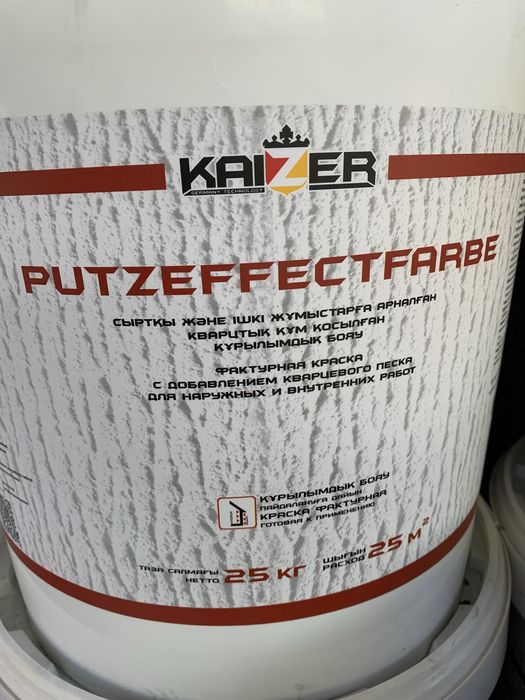 KAIZER
GERMANY TECHNOLOGY
PUTZEFFECTFARBE
СЫРТҚЫ ЖӘНЕ ІШКІ ЖҰМЫСТАРҒА АРНАЛҒАН
КВАРЦТЫҚ ҚҰМ ҚОСЫЛҒАН
ҚҰРЫЛЫМДЫҚ БОЯУ
ФАКТУРНАЯ КРАСКА
С ДОБАВЛЕНИЕМ КВАРЦЕВОГО ПЕСКА
ДЛЯ НАРУЖНЫХ И ВНУТРЕННИХ РАБОТ
ҚҰРЫЛЫМДЫҚ БОЯУ
ПАЙДАЛАНУҒА ДАЙЫН
КРАСКА ФАКТУРНАЯ
ГОТОВАЯ К ПРИМЕНЕНИЮ
ТАЗА САЛМАҒЫ
НЕТТО 25 КГ
ШЫҒЫН
РАСХОД 25 М²